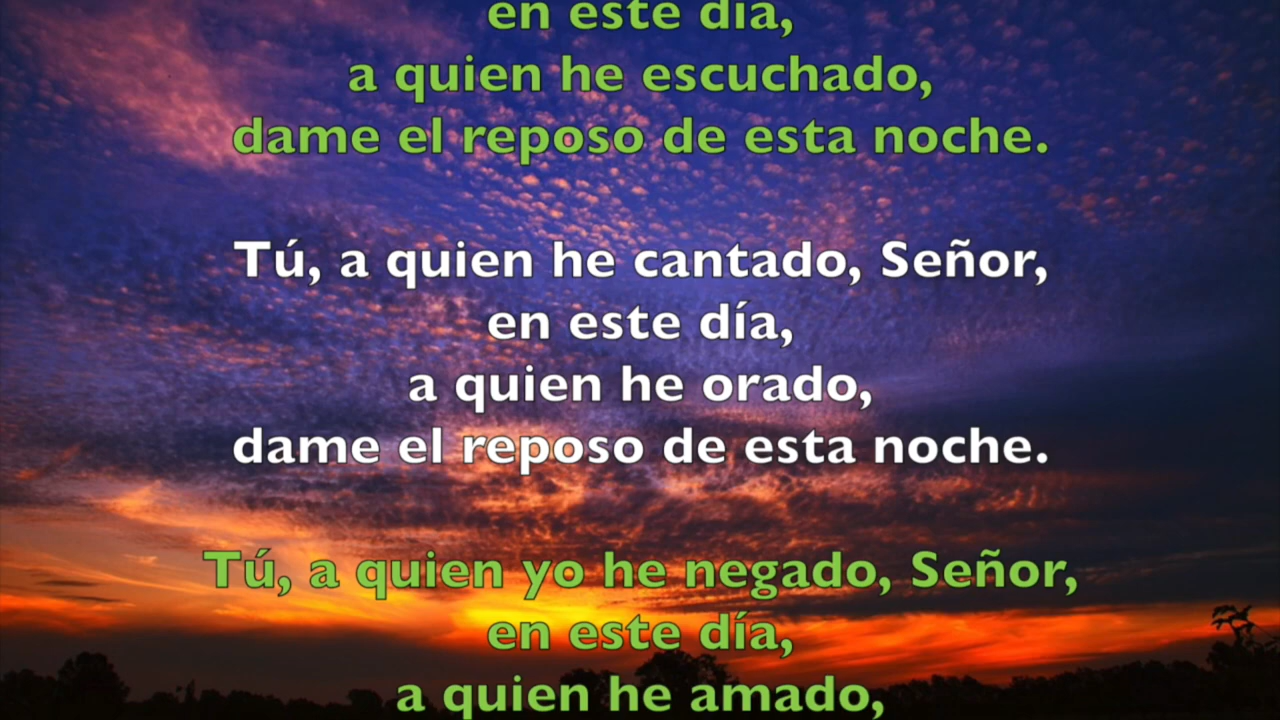 en este día,
a quien he escuchado,
dame el reposo de esta noche.
Tú, a quien he cantado, Señor,
en este día,
a quien he orado,
dame el reposo de esta noche.
Tú, a quien yo he negado, Señor,
en este día,
a quien he amado,